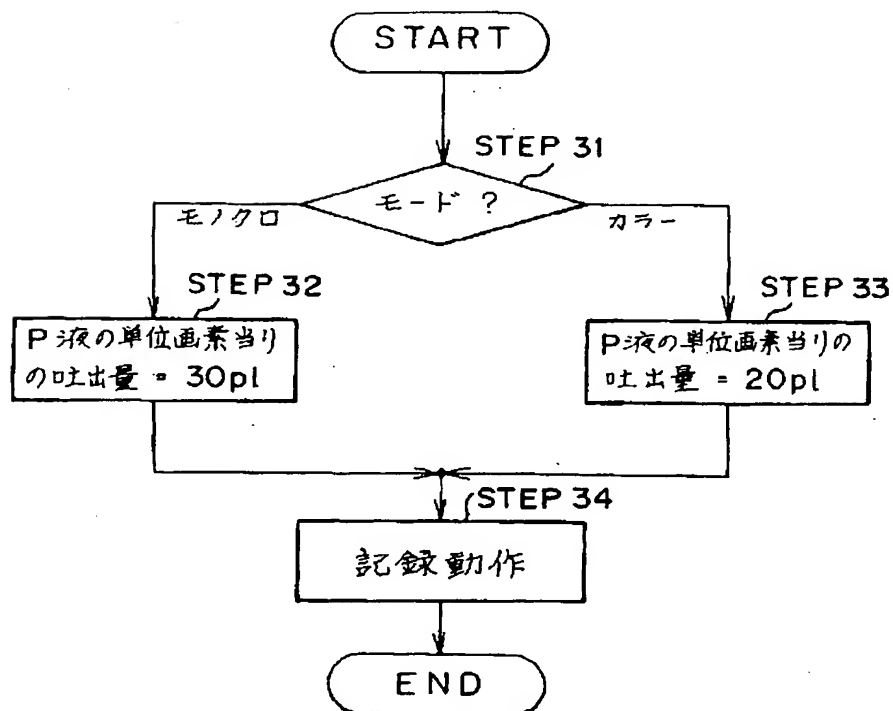 START
STEP 31
モード?
モノクロ
カラー
STEP 32
STEP 33
P液の単位画素当り
の吐出量 = 30pl
P液の単位画素当りの
吐出量 = 20pl
STEP 34
記録動作
END